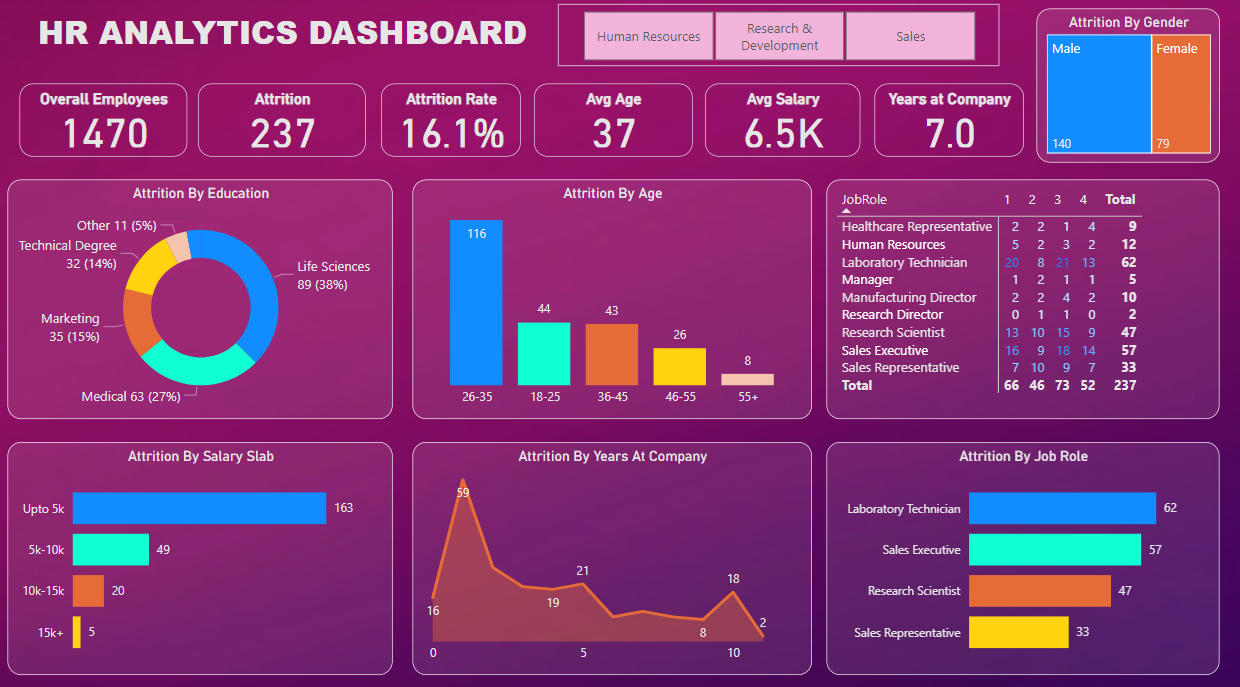 HR ANALYTICS DASHBOARD
Human Resources
Research &
Development
Sales
Attrition By Gender
Male
Female
140
79
Overall Employees
1470
Attrition
237
Attrition Rate
16.1%
Avg Age
37
Avg Salary
6.5K
Years at Company
7.0
Attrition By Education
Other 11 (5%)
Technical Degree
32 (14%)
Life Sciences
89 (38%)
Marketing
35 (15%)
Medical 63 (27%)
Attrition By Age
116
44
43
26
8
26-35
18-25
36-45
46-55
55+
JobRole 1 2 3 4 Total
Healthcare Representative 2 2 1 4 9
Human Resources 5 2 3 2 12
Laboratory Technician 20 8 21 13 62
Manager 1 2 1 1 5
Manufacturing Director 2 2 4 2 10
Research Director 0 1 1 0 2
Research Scientist 13 10 15 9 47
Sales Executive 16 9 18 14 57
Sales Representative 7 10 9 7 33
Total 66 46 73 52 237
Attrition By Salary Slab
Upto 5k 163
5k-10k 49
10k-15k 20
15k+ 5
Attrition By Years At Company
59
16
19
21
8
18
2
0
5
10
Attrition By Job Role
Laboratory Technician 62
Sales Executive 57
Research Scientist 47
Sales Representative 33